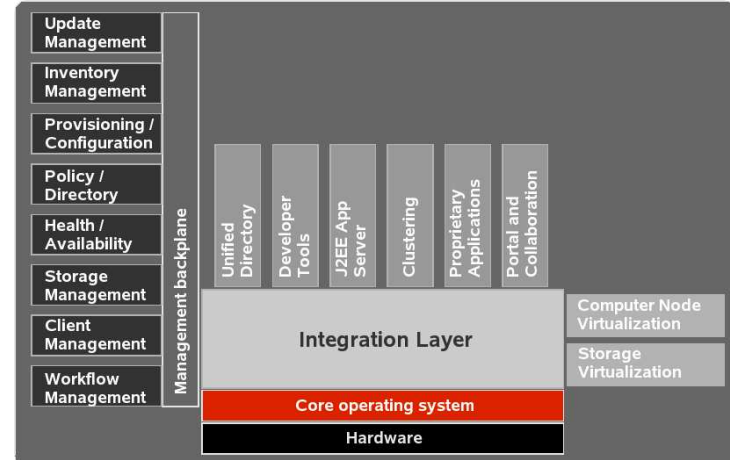 Update
Management
Inventory
Management
Provisioning /
Configuration
Policy /
Directory
Health /
Availability
Storage
Management
Client
Management
Workflow
Management
Management backplane
Unified
Directory
Developer
Tools
J2EE App
Server
Clustering
Proprietary
Applications
Portal and
Collaboration
Integration Layer
Computer Node
Virtualization
Storage
Virtualization
Core operating system
Hardware